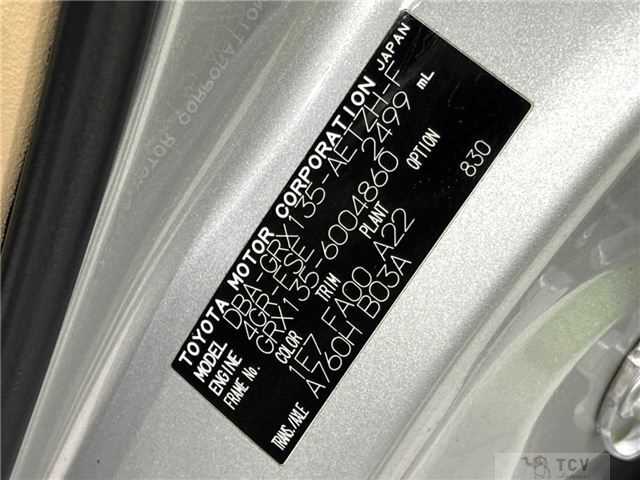 TOYOTA MOTOR CORPORATION JAPAN
MODEL DBA-GRX135-AETZH-F
ENGINE 4GR-FSE 2499 mL
FRAME No. GRX135-6004860
COLOR TRIM PLANT OPTION
1F7 FA00 A22 830
TRANS./AXLE A760H B03A
TCV